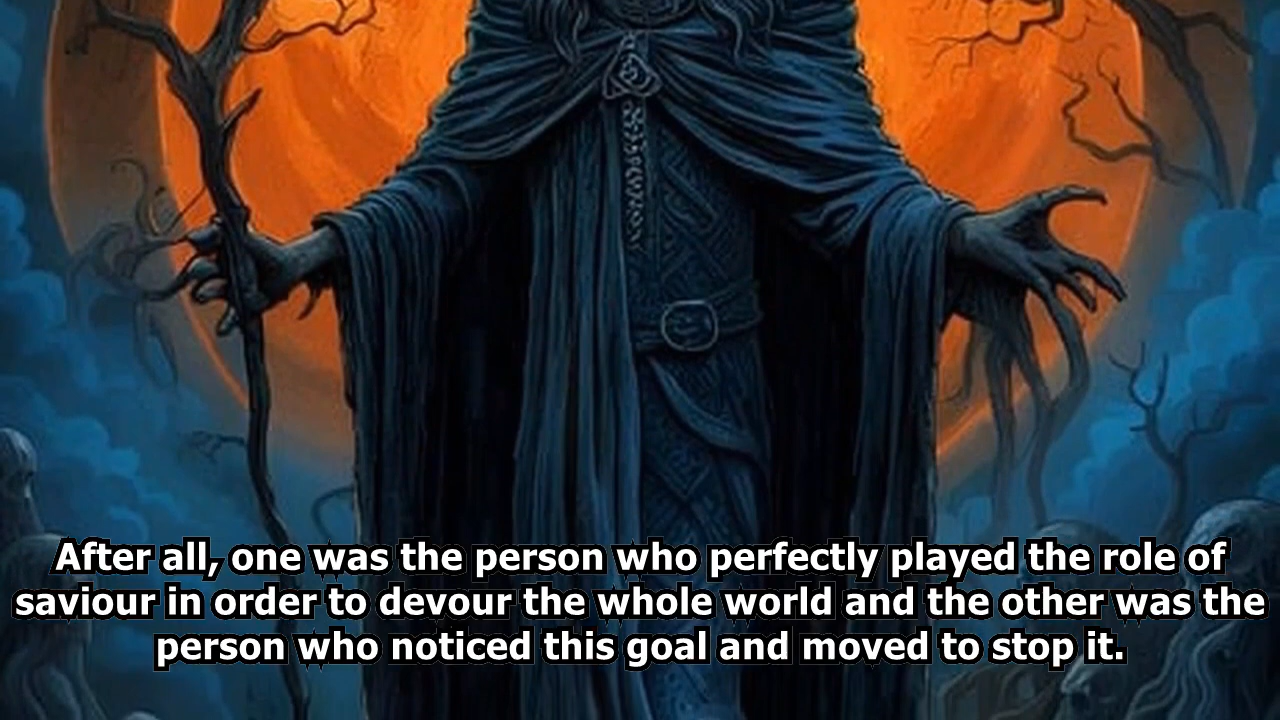 After all, one was the person who perfectly played the role of
saviour in order to devour the whole world and the other was the
person who noticed this goal and moved to stop it.